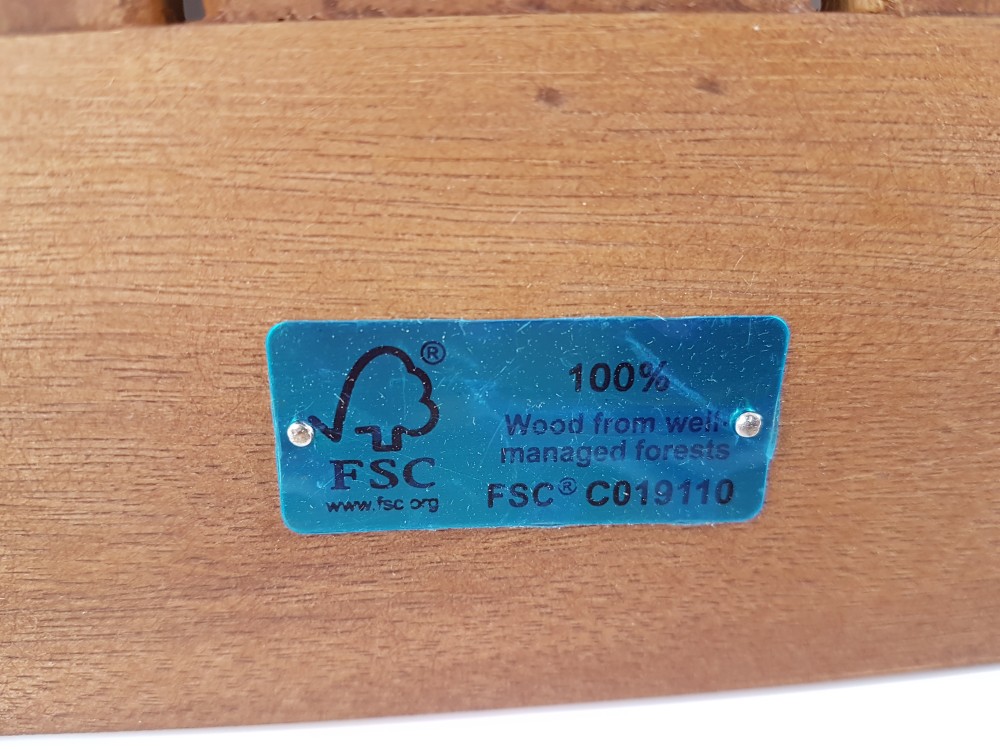 ®
FSC
www.fsc.org
100%
Wood from well-
managed forests
FSC® C019110